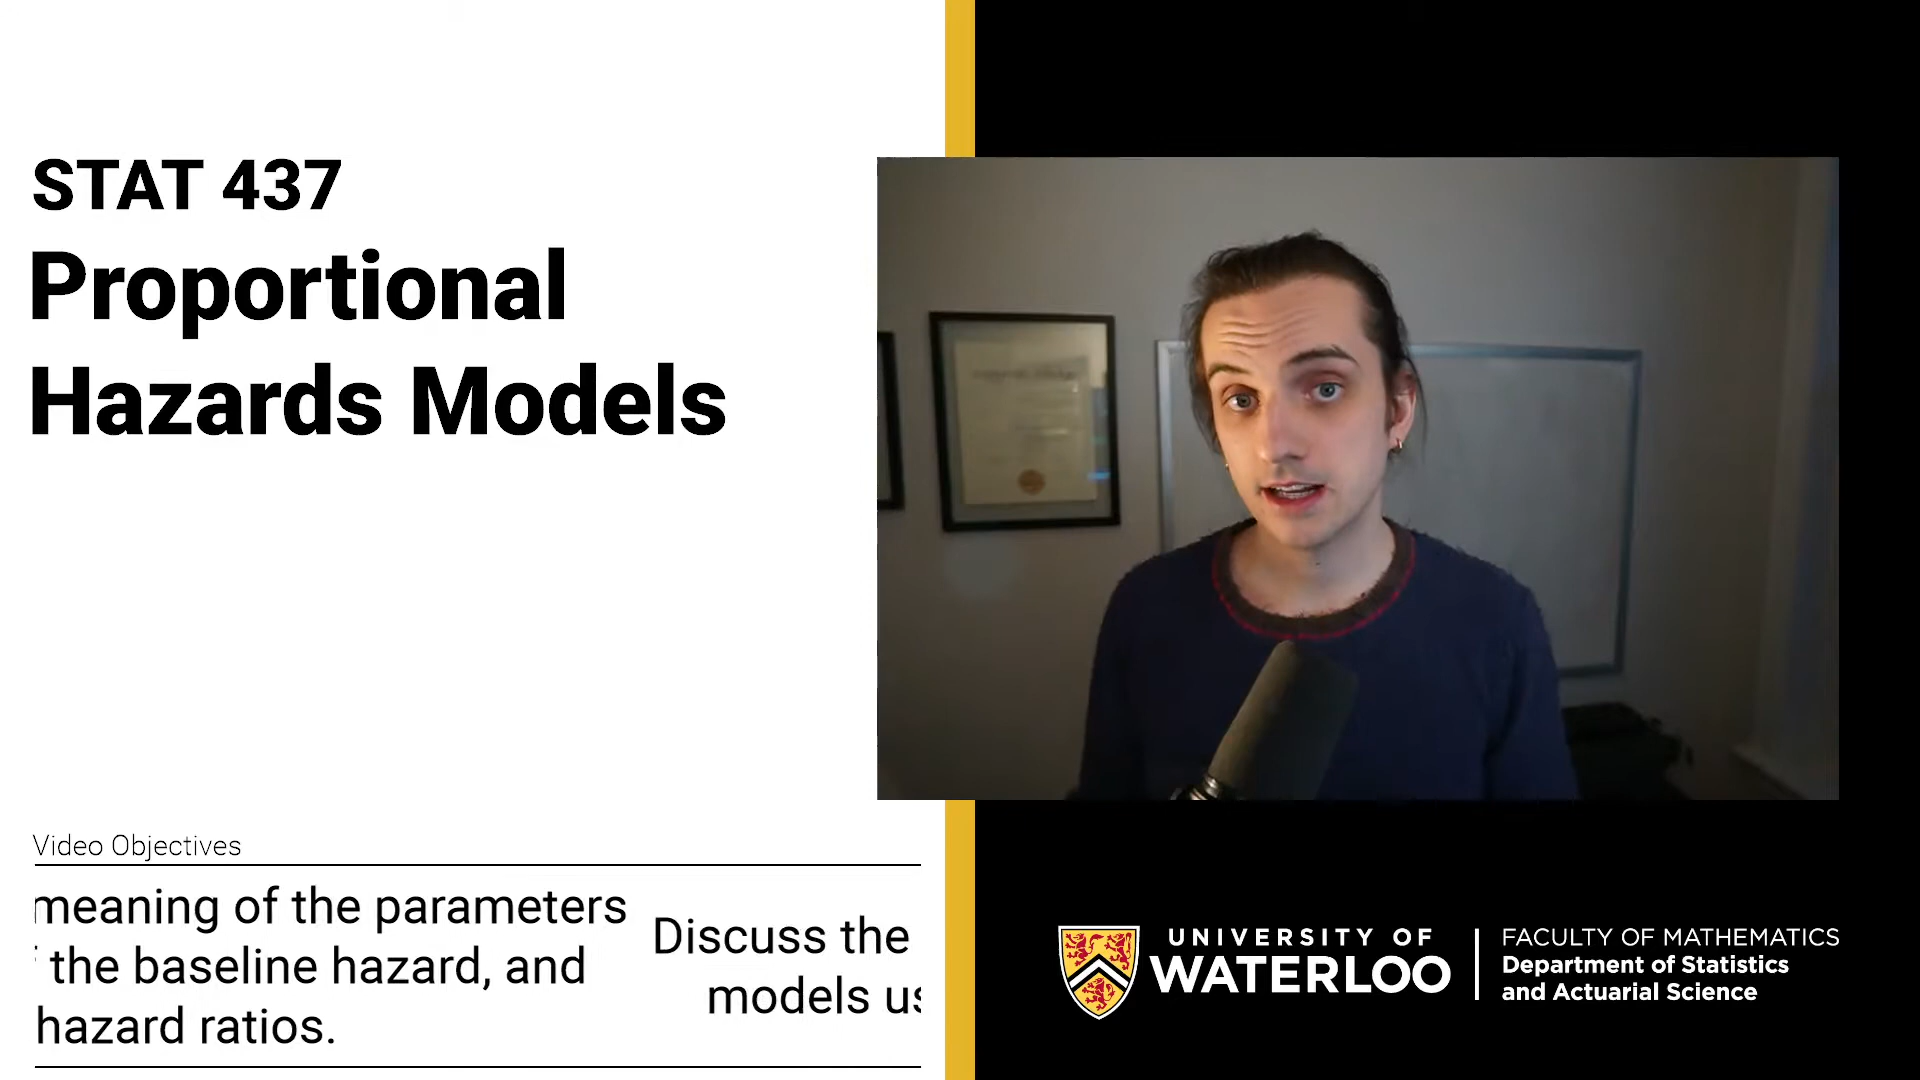 STAT 437
Proportional
Hazards Models
Video Objectives
meaning of the parameters
the baseline hazard, and
hazard ratios.
Discuss the
models us
UNIVERSITY OF
WATERLOO
FACULTY OF MATHEMATICS
Department of Statistics
and Actuarial Science